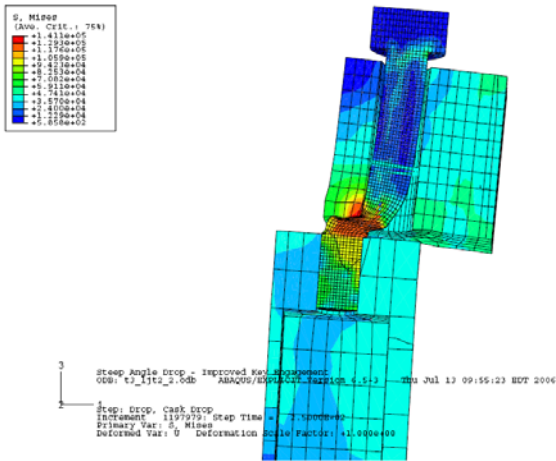 S, Mises
(Ave. Crit.: 75%)
+1.411e+05
+1.293e+05
+1.176e+05
+1.059e+05
+9.423e+04
+8.253e+04
+7.082e+04
+5.911e+04
+4.741e+04
+3.570e+04
+2.400e+04
+1.229e+04
+5.858e+02
3
2
1
Steep Angle Drop - Improved Key Engagement
ODB: ABAQUS/EXPLICIT Version 6.5-3 Thu Jul 13 09:55:23 EDT 2006
Step: Drop, Cask Drop
Increment 1197979: Step Time =
Primary Var: S, Mises
Deformed Var: U Deformation Scale Factor: +1.000e+00